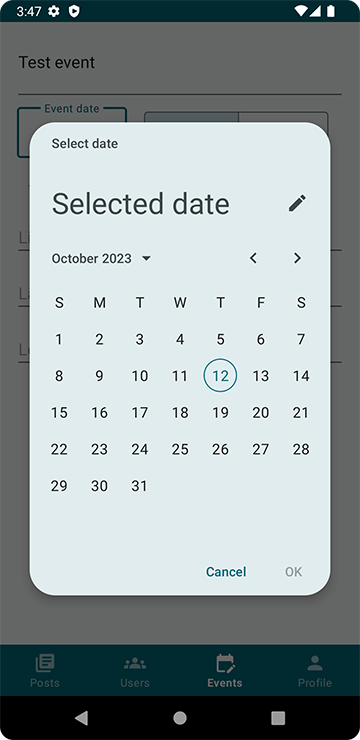 3:47
Test event
Event date
Select date
Selected date
October 2023
S M T W T F S
1 2 3 4 5 6 7
8 9 10 11 12 13 14
15 16 17 18 19 20 21
22 23 24 25 26 27 28
29 30 31
Cancel OK
Posts Users Events Profile